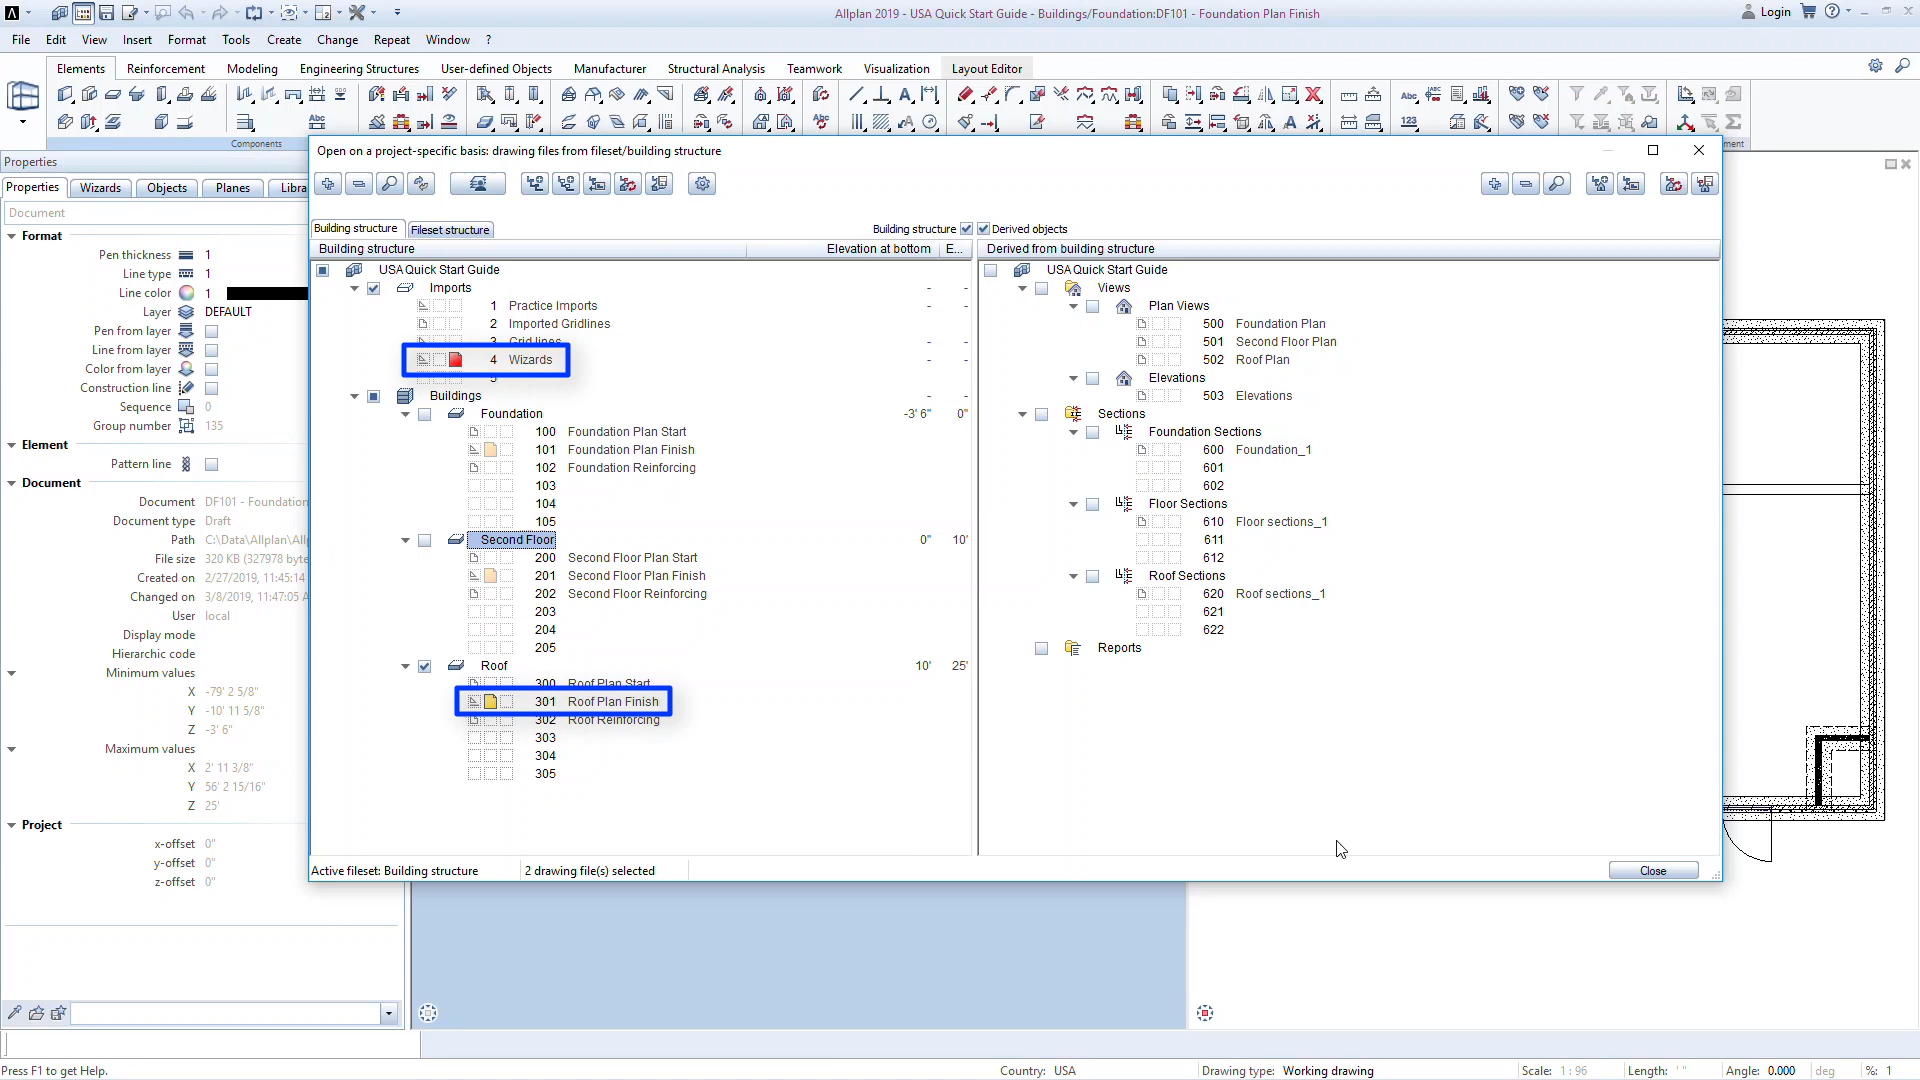 Allplan 2019 - USA Quick Start Guide - Buildings/Foundation:DF101 - Foundation Plan Finish
Login
File Edit View Insert Format Tools Create Change Repeat Window ?
Elements Reinforcement Modeling Engineering Structures User-defined Objects Manufacturer Structural Analysis Teamwork Visualization Layout Editor
Components
Properties
Properties Wizards Objects Planes Libra
Document
Format
Pen thickness 1
Line type 1
Line color 1
Layer DEFAULT
Pen from layer
Line from layer
Color from layer
Construction line
Sequence 0
Group number 135
Element
Pattern line
Document
Document DF101 - Foundation
Document type Draft
Path C:\Data\Allplan\All
File size 320 KB (327978 byte
Created on 2/27/2019, 11:45:14
Changed on 3/8/2019, 11:47:05 A
User local
Display mode
Hierarchic code
Minimum values
X -79' 2 5/8"
Y -10' 11 5/8"
Z -3' 6"
Maximum values
X 2' 11 3/8"
Y 56' 2 15/16"
Z 25'
Project
x-offset 0"
y-offset 0"
z-offset 0"
Open on a project-specific basis: drawing files from fileset/building structure
Building structure Fileset structure Building structure Derived objects
Building structure Elevation at bottom E...
USA Quick Start Guide
Imports - -
1 Practice Imports - -
2 Imported Gridlines - -
3 Grid lines - -
4 Wizards - -
5
Buildings - -
Foundation -3' 6" 0"
100 Foundation Plan Start
101 Foundation Plan Finish
102 Foundation Reinforcing
103
104
105
Second Floor 0" 10'
200 Second Floor Plan Start
201 Second Floor Plan Finish
202 Second Floor Reinforcing
203
204
205
Roof 10' 25'
300 Roof Plan Start
301 Roof Plan Finish
302 Roof Reinforcing
303
304
305
Derived from building structure
USA Quick Start Guide
Views
Plan Views
500 Foundation Plan
501 Second Floor Plan
502 Roof Plan
Elevations
503 Elevations
Sections
Foundation Sections
600 Foundation_1
601
602
Floor Sections
610 Floor sections_1
611
612
Roof Sections
620 Roof sections_1
621
622
Reports
Active fileset: Building structure 2 drawing file(s) selected
Close
Press F1 to get Help.
Country: USA Drawing type: Working drawing Scale: 1 : 96 Length: ' " Angle: 0.000 deg %: 1